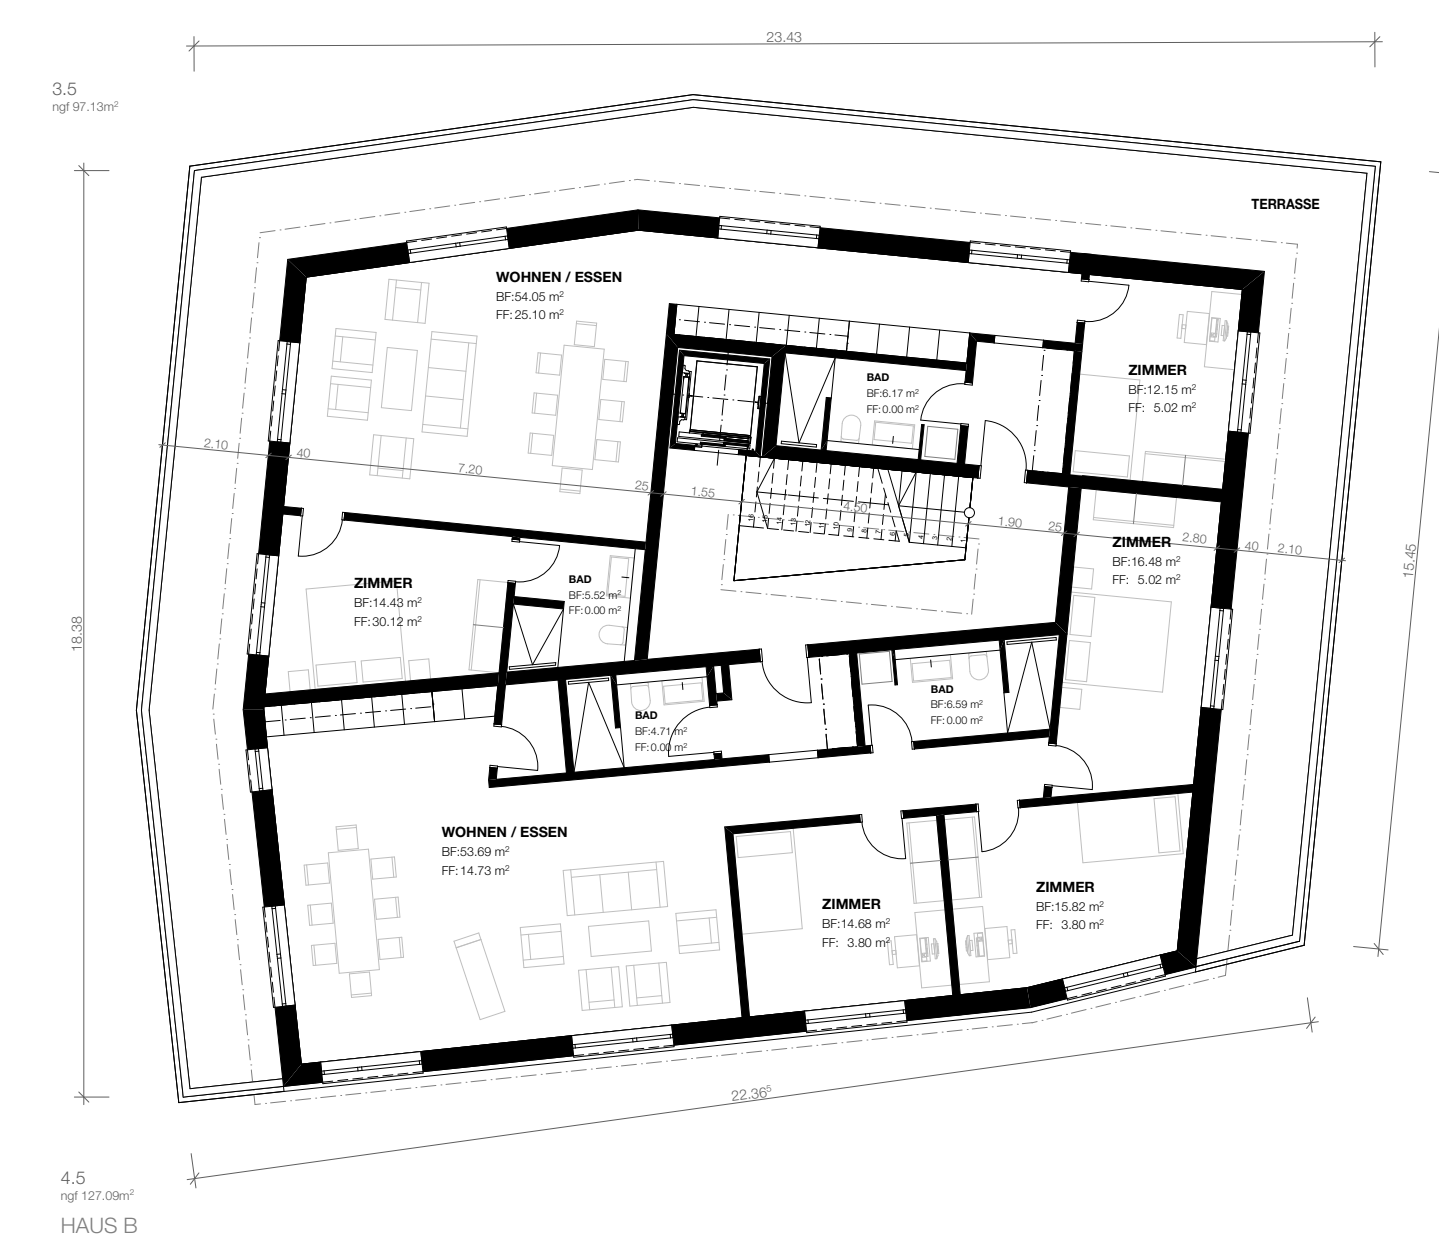 23.43
3.5
ngf 97.13m²
TERRASSE
WOHNEN / ESSEN
BF:54.05 m²
FF: 25.10 m²
ZIMMER
BF:12.15 m²
FF: 5.02 m²
BAD
BF:6.17 m²
FF:0.00 m²
2.10
40
7.20
25
1.55
4.50
1.90
25
2.80
40
2.10
15.45
ZIMMER
BF:16.48 m²
FF: 5.02 m²
ZIMMER
BF:14.43 m²
FF: 30.12 m²
BAD
BF:5.52 m²
FF:0.00 m²
18.38
BAD
BF:6.59 m²
FF:0.00 m²
BAD
BF:4.71 m²
FF:0.00 m²
WOHNEN / ESSEN
BF:53.69 m²
FF: 14.73 m²
ZIMMER
BF:15.82 m²
FF: 3.80 m²
ZIMMER
BF:14.68 m²
FF: 3.80 m²
22.36⁵
4.5
ngf 127.09m²
HAUS B